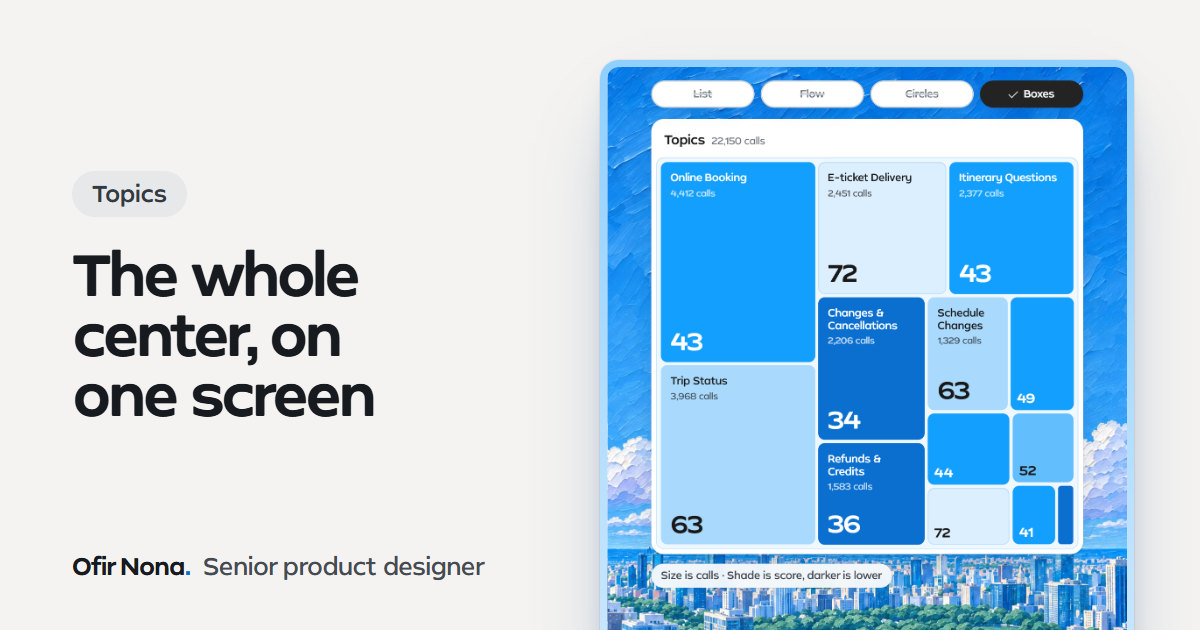 Topics
The whole
center, on
one screen
Ofir Nona. Senior product designer
List
Flow
Circles
✓ Boxes
Topics 22,150 calls
Online Booking
4,412 calls
43
E-ticket Delivery
2,451 calls
72
Itinerary Questions
2,377 calls
43
Trip Status
3,968 calls
63
Changes &
Cancellations
2,206 calls
34
Schedule
Changes
1,329 calls
63
49
Refunds &
Credits
1,583 calls
36
44
52
72
41
Size is calls · Shade is score, darker is lower